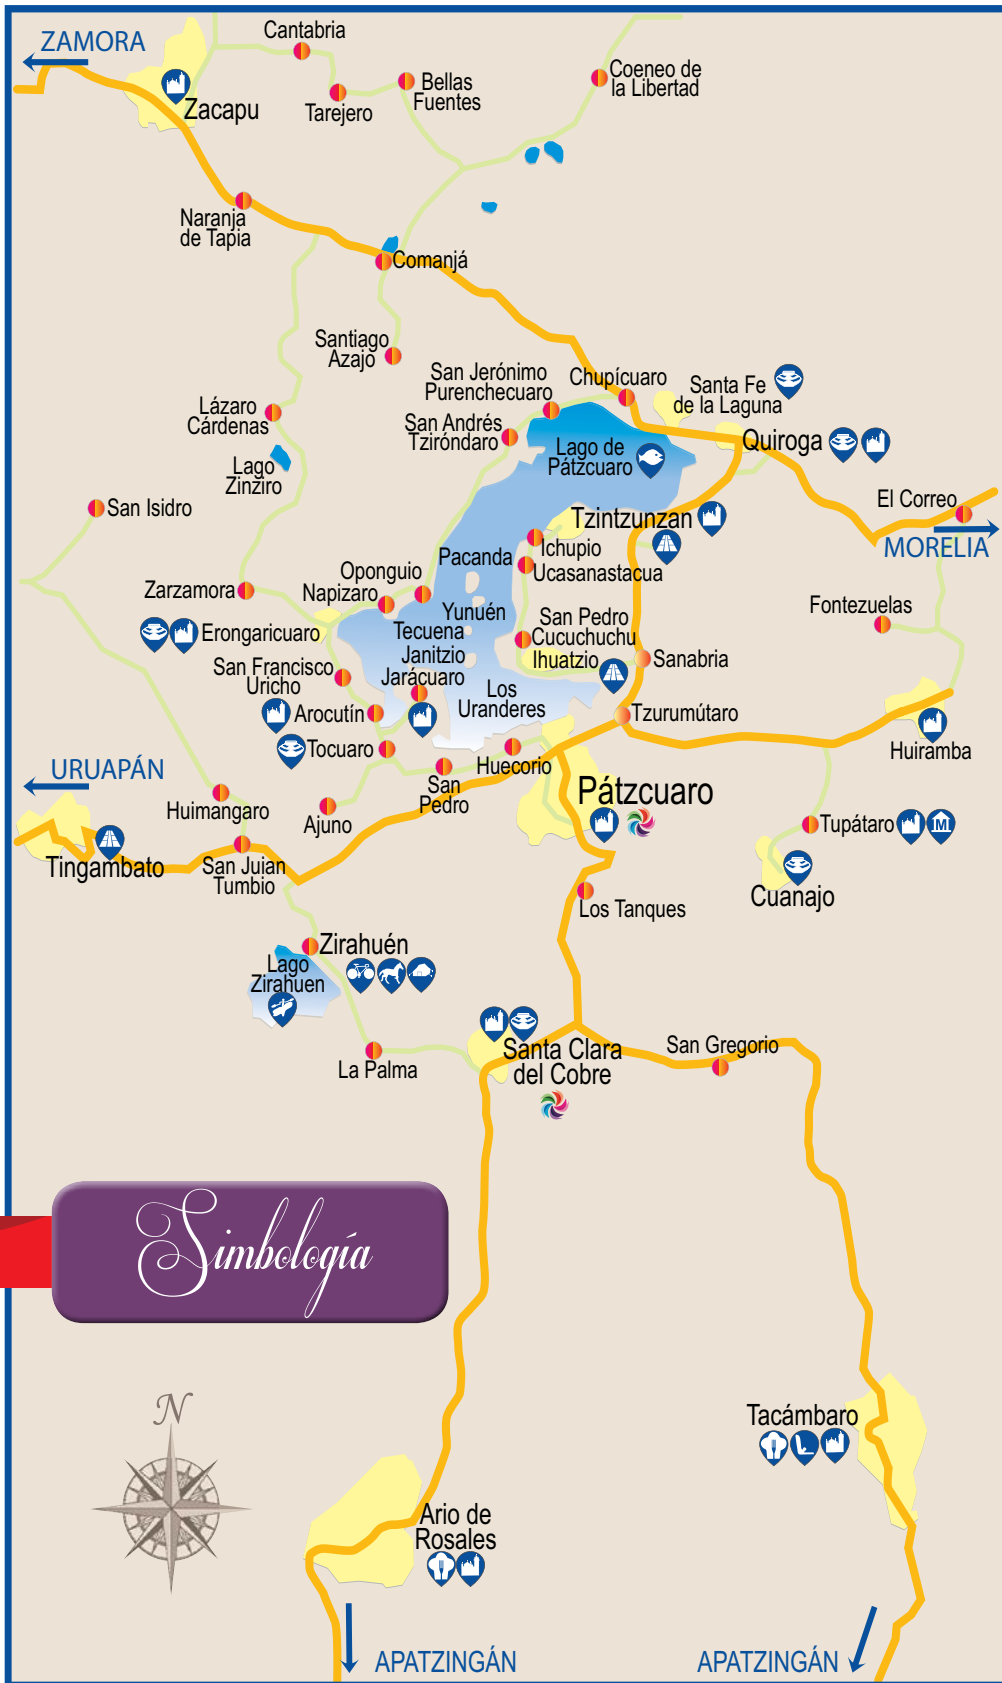 ZAMORA
Cantabria
Zacapu
Tarejero
Bellas
Fuentes
Coeneo de
la Libertad
Naranja
de Tapia
Comanjá
Santiago
Azajo
San Jerónimo
Purenchecuaro
Chupícuaro
Santa Fe
de la Laguna
Lázaro
Cárdenas
San Andrés
Tziróndaro
Lago de
Pátzcuaro
Quiroga
Lago
Zinziro
San Isidro
El Correo
MORELIA
Tzintzunzan
Ichupio
Pacanda
Ucasanastacua
Zarzamora
Oponguio
Napizaro
Yunuén
Fontezuelas
Erongaricuaro
Tecuena
San Pedro
Cucuchuchu
Janitzio
Ihuatzio
Sanabria
San Francisco
Uricho
Jarácuaro
Los
Uranderes
Arocutín
Tzurumútaro
Tocuaro
Huecorio
Huiramba
URUAPÁN
San
Pedro
Pátzcuaro
Huimangaro
Ajuno
Tupátaro
IMI
Tingambato
San Juian
Tumbio
Cuanajo
Los Tanques
Zirahuén
Lago
Zirahuen
La Palma
Santa Clara
del Cobre
San Gregorio
Simbología
N
Tacámbaro
Ario de
Rosales
APATZINGÁN
APATZINGÁN